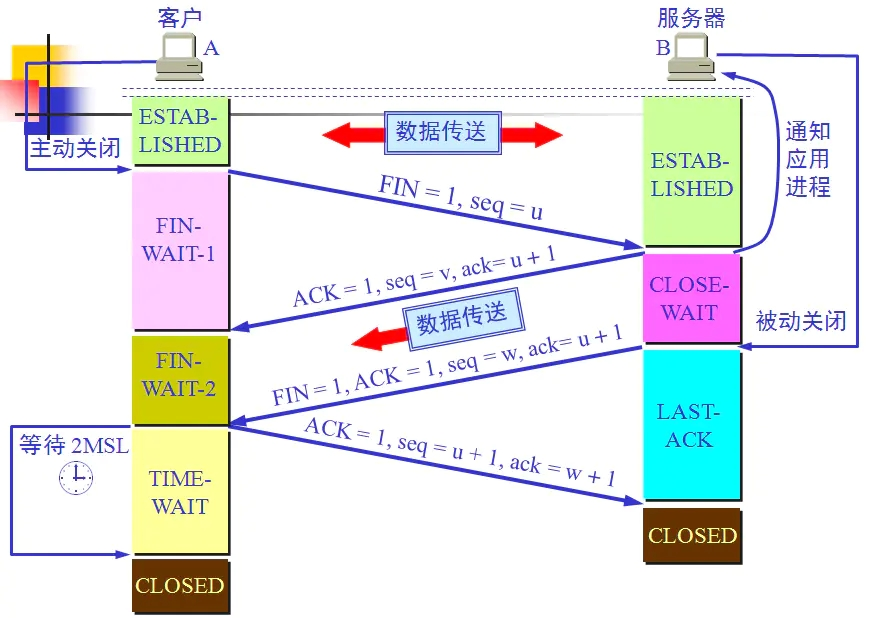 客户
A
服务器
B
ESTAB-
LISHED
数据传送
ESTAB-
LISHED
通知
应用
进程
主动关闭
FIN = 1, seq = u
FIN-
WAIT-1
ACK = 1, seq = v, ack= u + 1
CLOSE-
WAIT
数据传送
被动关闭
FIN-
WAIT-2
FIN = 1, ACK = 1, seq = w, ack= u + 1
LAST-
ACK
等待 2MSL
ACK = 1, seq = u + 1, ack = w + 1
TIME-
WAIT
CLOSED
CLOSED